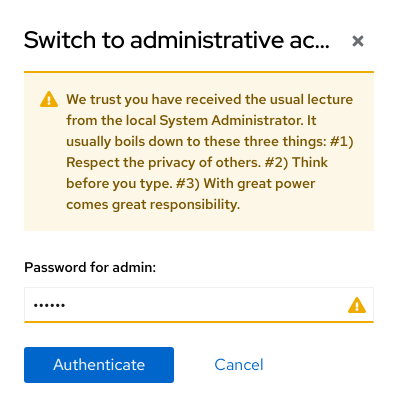 Switch to administrative ac...
We trust you have received the usual lecture
from the local System Administrator. It
usually boils down to these three things: #1)
Respect the privacy of others. #2) Think
before you type. #3) With great power
comes great responsibility.
Password for admin:
••••••
Authenticate Cancel